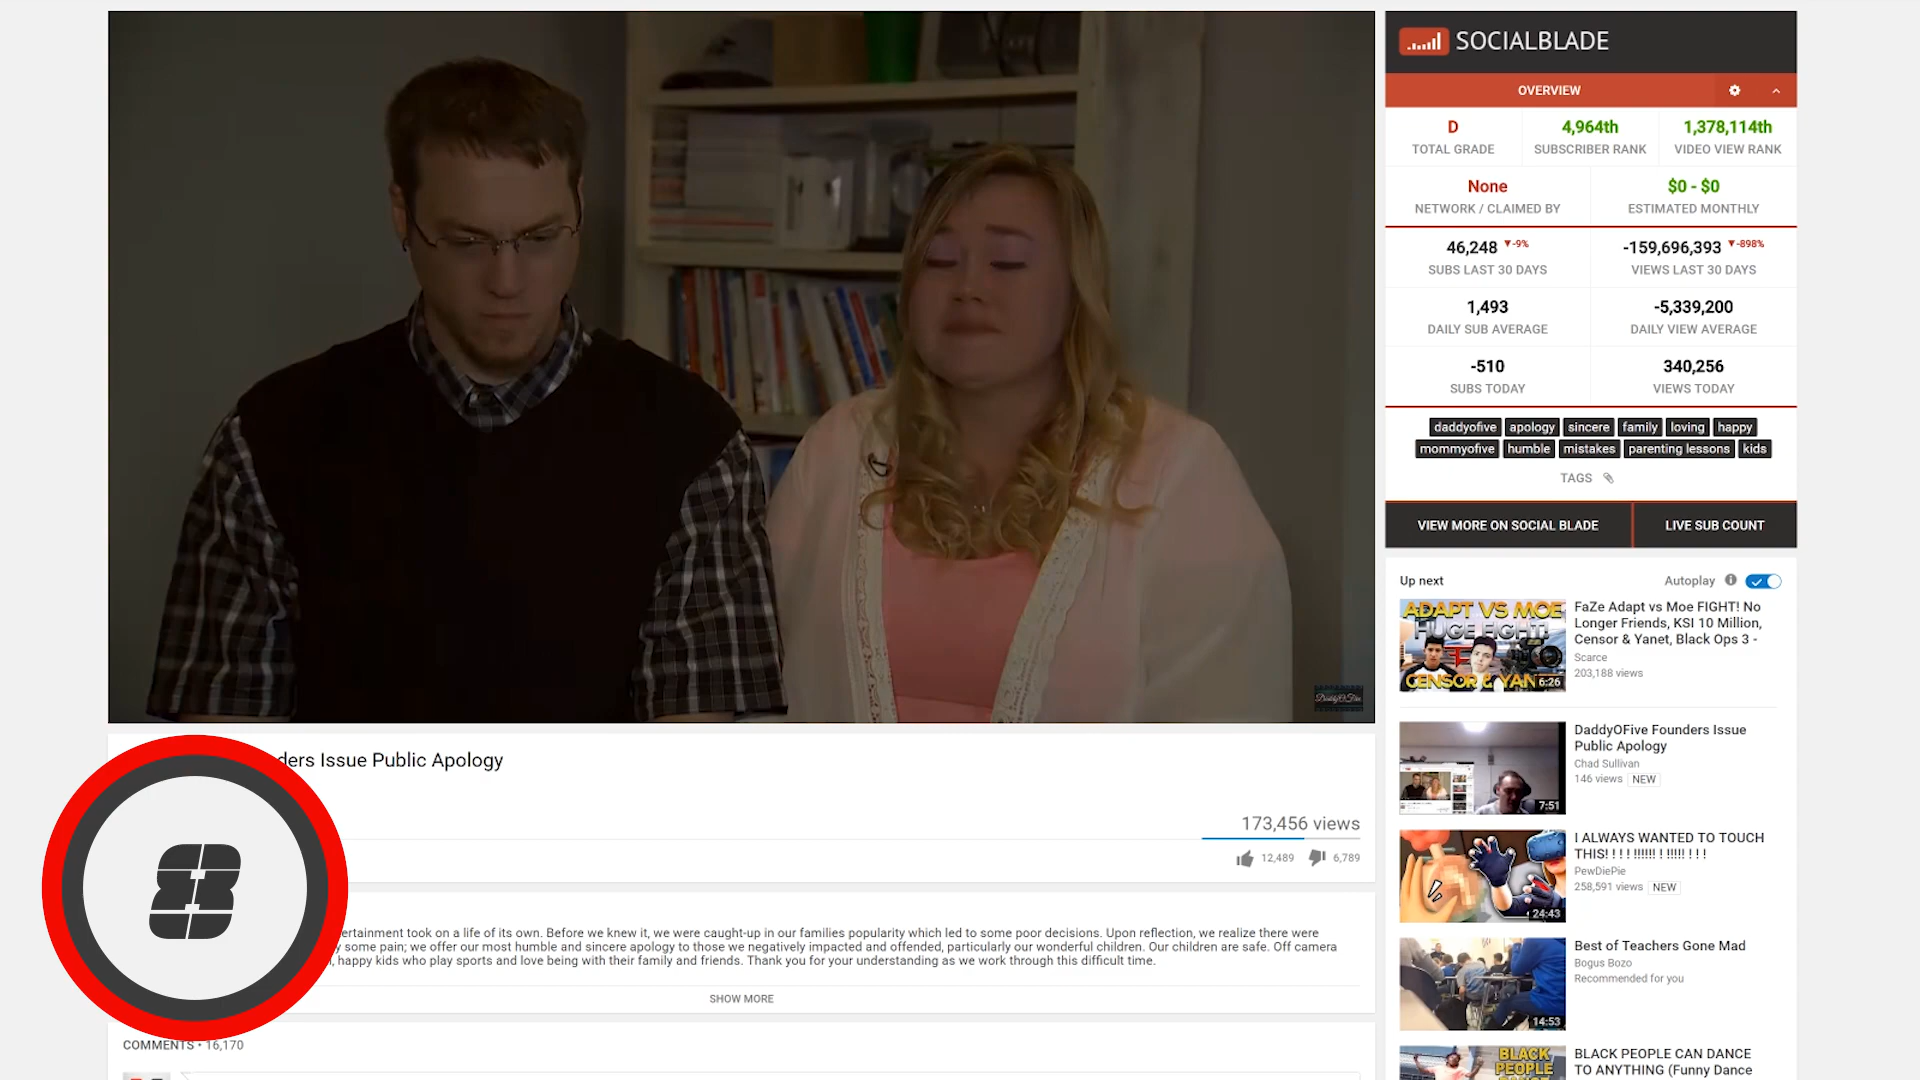 SOCIALBLADE
OVERVIEW
D
TOTAL GRADE
4,964th
SUBSCRIBER RANK
1,378,114th
VIDEO VIEW RANK
None
NETWORK / CLAIMED BY
$0 - $0
ESTIMATED MONTHLY
46,248 ▼-9%
SUBS LAST 30 DAYS
-159,696,393 ▼-898%
VIEWS LAST 30 DAYS
1,493
DAILY SUB AVERAGE
-5,339,200
DAILY VIEW AVERAGE
-510
SUBS TODAY
340,256
VIEWS TODAY
daddyofive apology sincere family loving happy
mommyofive humble mistakes parenting lessons kids
TAGS
VIEW MORE ON SOCIAL BLADE
LIVE SUB COUNT
Up next
Autoplay
ADAPT VS MOE
HUGE FIGHT!
CENSOR & YAN
6:26
FaZe Adapt vs Moe FIGHT! No
Longer Friends, KSI 10 Million,
Censor & Yanet, Black Ops 3 -
Scarce
203,188 views
7:51
DaddyOFive Founders Issue
Public Apology
Chad Sullivan
146 views NEW
24:43
I ALWAYS WANTED TO TOUCH
THIS! ! ! ! !!!!!! ! !!!!! ! ! !
PewDiePie
258,591 views NEW
14:53
Best of Teachers Gone Mad
Bogus Bozo
Recommended for you
BLACK
PEOPLE
BLACK PEOPLE CAN DANCE
TO ANYTHING (Funny Dance
DaddyOFive
ders Issue Public Apology
173,456 views
12,489 6,789
8
ertainment took on a life of its own. Before we knew it, we were caught-up in our families popularity which led to some poor decisions. Upon reflection, we realize there were
y some pain; we offer our most humble and sincere apology to those we negatively impacted and offended, particularly our wonderful children. Our children are safe. Off camera
, happy kids who play sports and love being with their family and friends. Thank you for your understanding as we work through this difficult time.
SHOW MORE
COMMENTS • 16,170